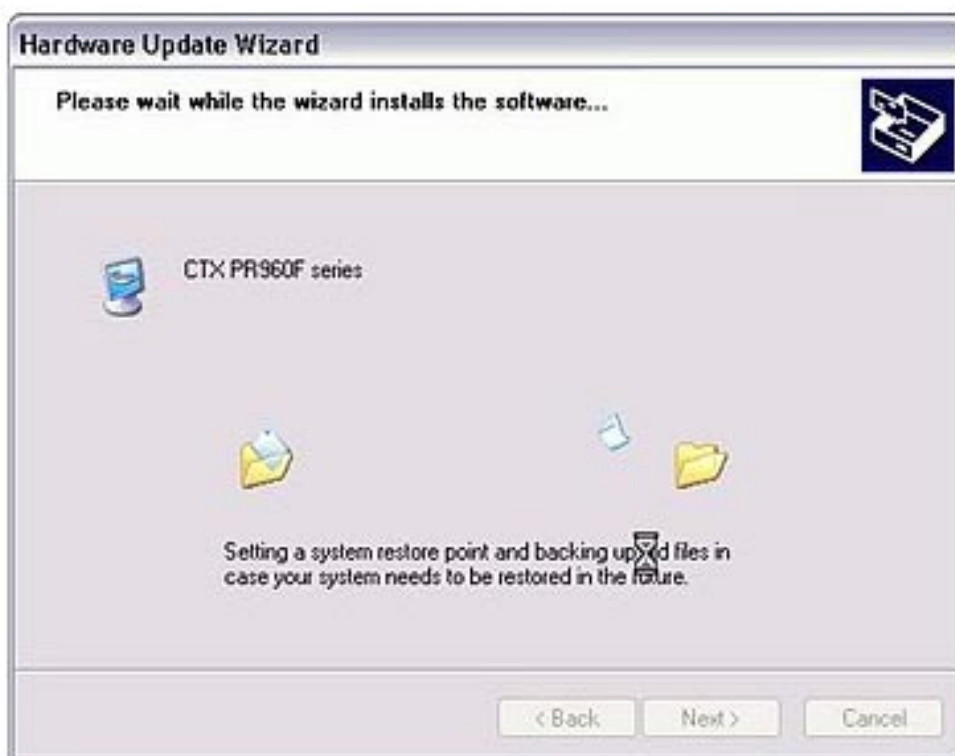 Hardware Update Wizard
Please wait while the wizard installs the software...
CTX PR960F series
Setting a system restore point and backing up files in
case your system needs to be restored in the future.
< Back
Next >
Cancel